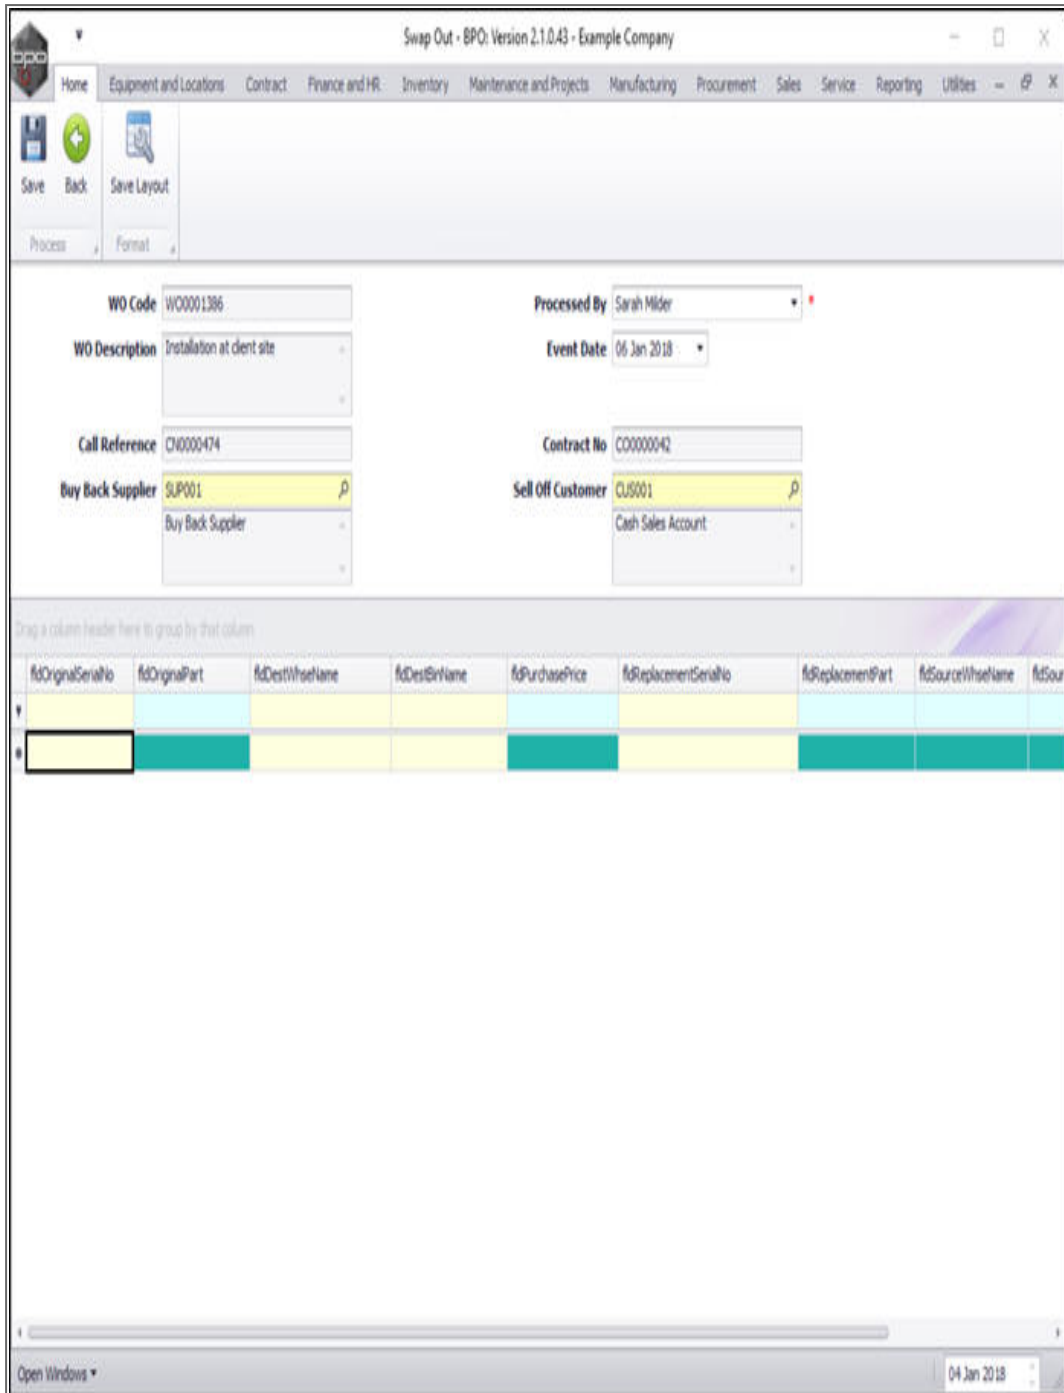 Swap Out - BPO: Version 2.1.0.43 - Example Company
bpo
Home Equipment and Locations Contract Finance and HR Inventory Maintenance and Projects Manufacturing Procurement Sales Service Reporting Utilities
Save Back Save Layout
Process Format
WO Code WO0001386 Processed By Sarah Milder *
WO Description Installation at client site Event Date 06 Jan 2018
Call Reference CN0000474 Contract No CO0000042
Buy Back Supplier SUP001 Sell Off Customer CUS001
Buy Back Supplier Cash Sales Account
Drag a column header here to group by that column
fldOriginalSerialNo fldOriginalPart fldDestWhseName fldDestBinName fldPurchasePrice fldReplacementSerialNo fldReplacementPart fldSourceWhseName fldSour
Open Windows 04 Jan 2018